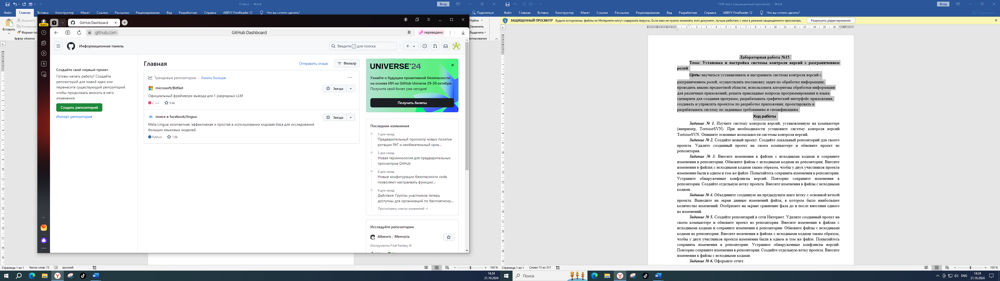 15.docx - Word
Вход
Файл Главная Вставка Конструктор Макет Ссылки Рассылки Рецензирование Вид Разработчик Справка ABBYY FineReader 12 Что вы хотите сделать? Поделиться
Вставить
Вырезать
Копироват
Формат по
Буфер обмена
Найти
Заменить
Выделить
актирование
Войти
1
GitHub Dashboard
github.com
GitHub Dashboard
переведено
Информационная панель
Введите / для поиска
Создайте свой первый проект
Готовы начать работу? Создайте
репозиторий для новой идеи или
перенесите существующий репозиторий,
чтобы продолжать вносить в него
изменения.
Создать репозиторий
Импорт репозитория
Главная
Отправить отзыв
Фильтр
Трендовые репозитории · Узнать больше
microsoft/BitNet
Звезда
Официальный фреймворк вывода для 1-разрядных LLM
C ++ 6.4k
поиск в facebook/lingua
Звезда
Meta Lingua: компактная, эффективная и простая в использовании кодовая база для исследования
больших языковых моделей.
Python 1.9k
UNIVERSE'24
Узнайте о будущем проактивной безопасности
на основе ИИ на GitHub Universe 29-30 октября.
Получите свой билет уже сегодня!
Получить билеты
Последние изменения
3 дня назад
Предварительный просмотр новых политик
ротации PAT и необязательный срок...
3 дня назад
Новая терминология для предварительных
просмотров GitHub
4 дня назад
Новые конфигурации безопасности code
позволяют настраивать функции...
4 дня назад
Действия: Группы участников теперь
доступны для организаций по бесплатному...
Просмотреть список изменений →
Исследуйте репозитории
Albeoris / Memoria
Инструменты Final Fantasy IX
Страница 1 из 1 Число слов: 73 русский
100 %
14:24
21.10.2024
15ЛР.docx (защищенный просмотр) - Word
Вход
Файл Главная Вставка Конструктор Макет Ссылки Рассылки Рецензирование Вид Разработчик Справка ABBYY FineReader 12 Что вы хотите сделать? Поделиться
ЗАЩИЩЕННЫЙ ПРОСМОТР Будьте осторожны: файлы из Интернета могут содержать вирусы. Если вам не нужно изменять этот документ, лучше работать с ним в режиме защищенного просмотра. Разрешить редактирование
Лабораторная работа №15
Тема: Установка и настройка системы контроля версий с разграничением
ролей
Цель: научиться устанавливать и настраивать системы контроля версий с
разграничением ролей; осуществлять постановку задач по обработке информации;
проводить анализ предметной области; использовать алгоритмы обработки информации
для различных приложений; решать прикладные вопросы программирования и языка
сценариев для создания программ; разрабатывать графический интерфейс приложения;
создавать и управлять проектом по разработке приложения; проектировать и
разрабатывать систему по заданным требованиям и спецификациям
Ход работы
Задание № 1. Изучите систему контроля версий, установленную на компьютере
(например, TortoiseSVN). При необходимости установите систему контроля версий
TortoiseSVN. Опишите основные возможности системы контроля версий.
Задание № 2. Создайте новый проект. Создайте локальный репозиторий для своего
проекта. Удалите созданный проект на своем компьютере и обновите проект из
репозитория.
Задание № 3. Внесите изменения в файлах с исходными кодами и сохраните
изменения в репозитории. Обновите файлы с исходными кодами из репозитория. Внесите
изменения в файлах с исходными кодами таким образом, чтобы у двух участников проекта
изменения были в одном и том же файле. Попытайтесь сохранить изменения в репозитории.
Устраните обнаруженные конфликты версий. Повторно сохраните изменения в
репозитории. Создайте отдельную ветку проекта. Внесите изменения в файлы с исходными
кодами.
Задание № 4. Объедините созданную на предыдущем шаге ветку с основной веткой
проекта. Выведите на экран данные изменений файла, в котором было наибольшее
количество изменений. Отобразите на экране сравнение фала до и после внесения одного
из изменений.
Задание № 5. Создайте репозитарий в сети Интернет. Удалите созданный проект на
своем компьютере и обновите проект из репозитория. Внесите изменения в файлах с
исходными кодами и сохраните изменения в репозитории. Обновите файлы с исходными
кодами из репозитория. Внесите изменения в файлах с исходными кодами таким образом,
чтобы у двух участников проекта изменения были в одном и том же файле. Попытайтесь
сохранить изменения в репозитории. Устраните обнаруженные конфликты версий.
Повторно сохраните изменения в репозитории. Создайте отдельную ветку проекта. Внесите
изменения в файлы с исходными кодами.
Задание № 6. Оформите отчет.
Страница 1 из 1 Слово 73 из 317
100 %
Поиск
ENG
14:24
21.10.2024